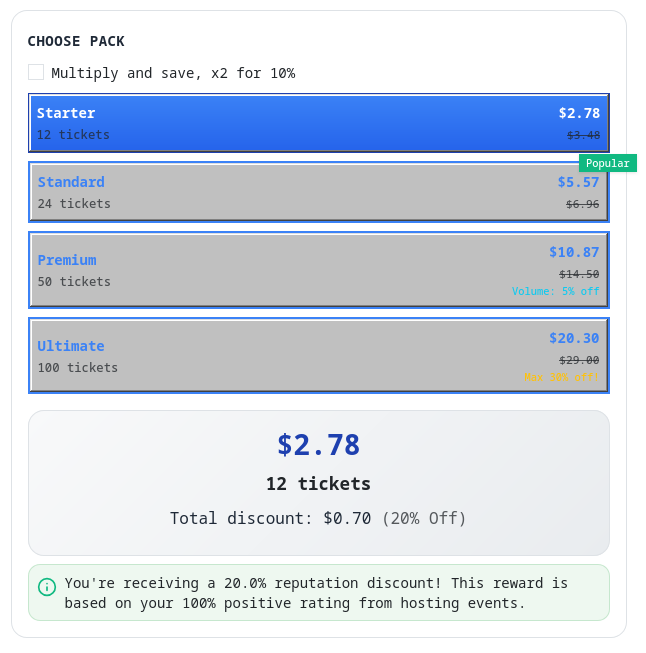 CHOOSE PACK
Multiply and save, x2 for 10%
Starter $2.78
12 tickets $3.48
Popular
Standard $5.57
24 tickets $6.96
Premium $10.87
50 tickets $14.50
Volume: 5% off
Ultimate $20.30
100 tickets $29.00
$2.78
12 tickets
Total discount: $0.70 (20% Off)
You're receiving a 20.0% reputation discount! This reward is
based on your 100% positive rating from hosting events.